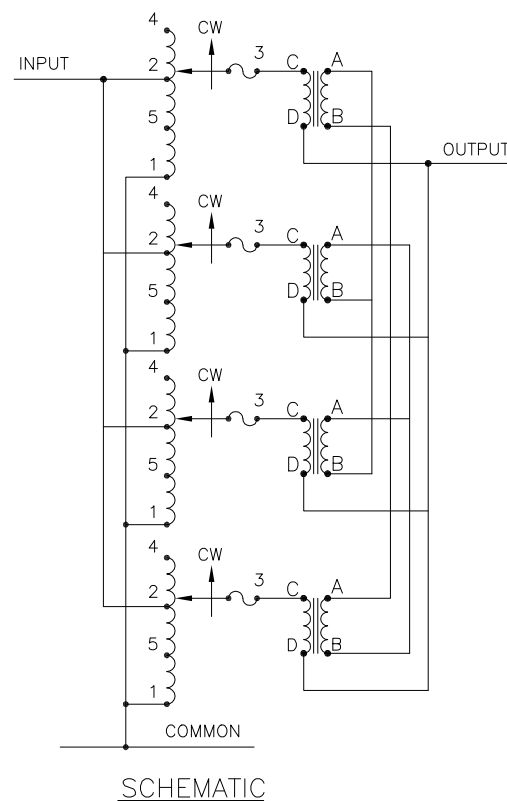 4 CW 3 C A
INPUT 2
5 D B
1 OUTPUT
4 CW 3 C A
2
5 D B
1
4 CW 3 C A
2
5 D B
1
4 CW 3 C A
2
5 D B
1
COMMON
SCHEMATIC